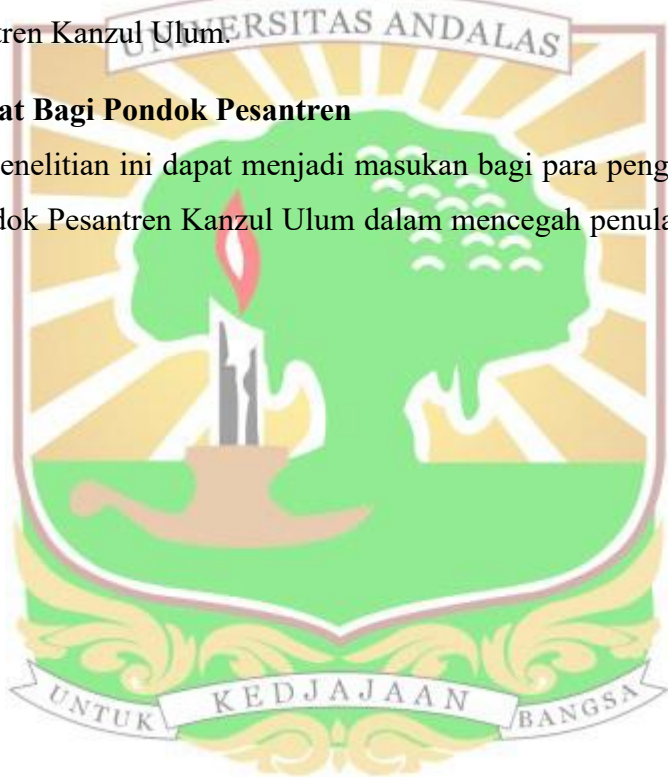 tren Kanzul Ulum.
UNIVERSITAS ANDALAS
at Bagi Pondok Pesantren
enelitian ini dapat menjadi masukan bagi para peng
dok Pesantren Kanzul Ulum dalam mencegah penula
UNTUK KEDJAJAAN BANGSA